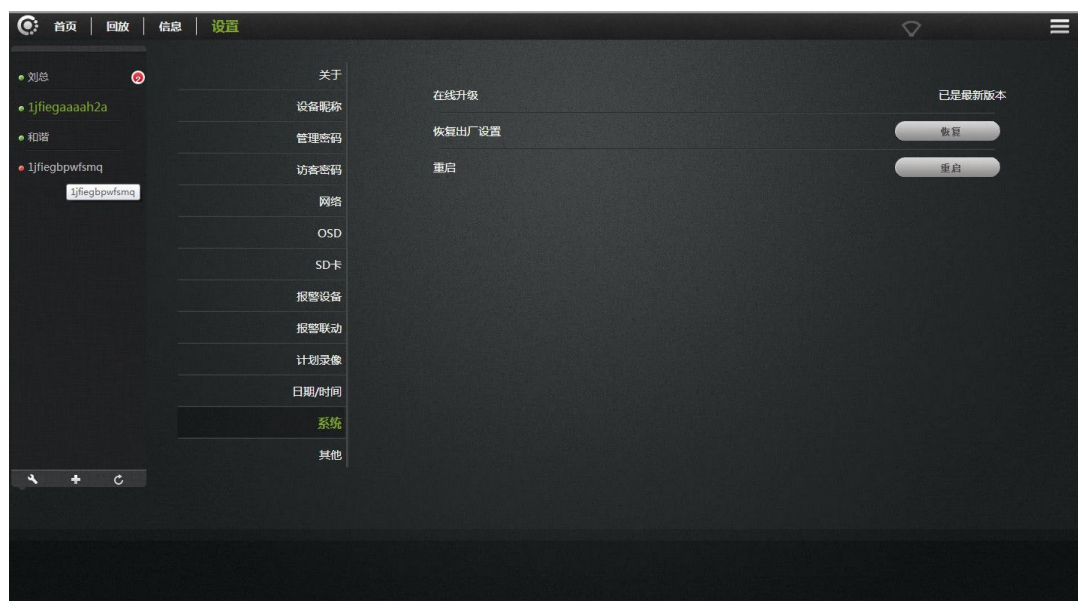 首页 | 回放 | 信息 | 设置
刘总 2
1jfiegaaaah2a
和谐
1jfiegbpwfsmq
1jfiegbpwfsmq
关于
设备昵称
管理密码
访客密码
网络
OSD
SD卡
报警设备
报警联动
计划录像
日期/时间
系统
其他
在线升级 已是最新版本
恢复出厂设置 恢复
重启 重启